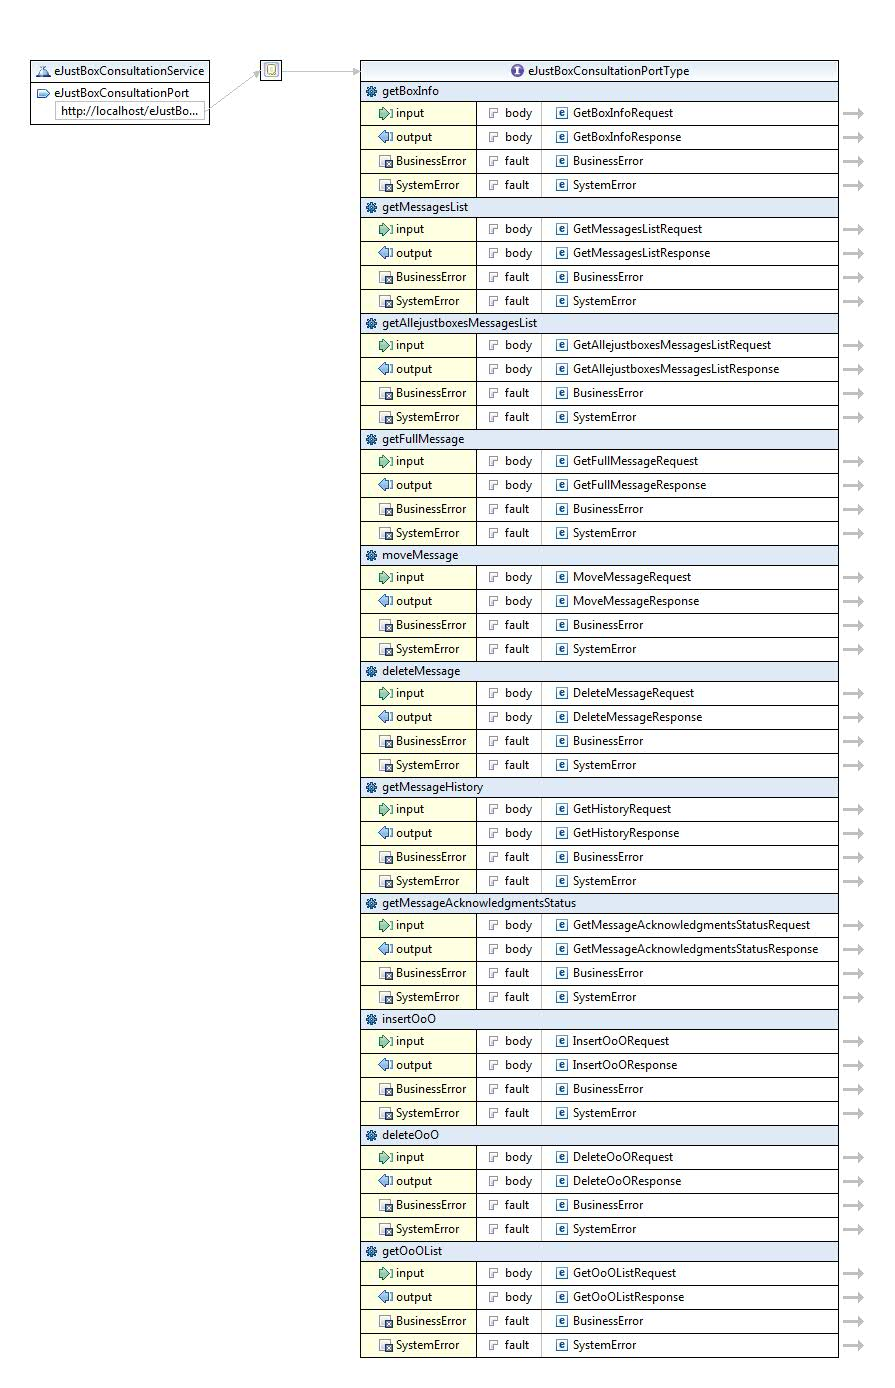 eJustBoxConsultationService
eJustBoxConsultationPort
http://localhost/eJustBo...
eJustBoxConsultationPortType
getBoxInfo
input body GetBoxInfoRequest
output body GetBoxInfoResponse
BusinessError fault BusinessError
SystemError fault SystemError
getMessagesList
input body GetMessagesListRequest
output body GetMessagesListResponse
BusinessError fault BusinessError
SystemError fault SystemError
getAllejustboxesMessagesList
input body GetAllejustboxesMessagesListRequest
output body GetAllejustboxesMessagesListResponse
BusinessError fault BusinessError
SystemError fault SystemError
getFullMessage
input body GetFullMessageRequest
output body GetFullMessageResponse
BusinessError fault BusinessError
SystemError fault SystemError
moveMessage
input body MoveMessageRequest
output body MoveMessageResponse
BusinessError fault BusinessError
SystemError fault SystemError
deleteMessage
input body DeleteMessageRequest
output body DeleteMessageResponse
BusinessError fault BusinessError
SystemError fault SystemError
getMessageHistory
input body GetHistoryRequest
output body GetHistoryResponse
BusinessError fault BusinessError
SystemError fault SystemError
getMessageAcknowledgmentsStatus
input body GetMessageAcknowledgmentsStatusRequest
output body GetMessageAcknowledgmentsStatusResponse
BusinessError fault BusinessError
SystemError fault SystemError
insertOoO
input body InsertOoORequest
output body InsertOoOResponse
BusinessError fault BusinessError
SystemError fault SystemError
deleteOoO
input body DeleteOoORequest
output body DeleteOoOResponse
BusinessError fault BusinessError
SystemError fault SystemError
getOoOList
input body GetOoOListRequest
output body GetOoOListResponse
BusinessError fault BusinessError
SystemError fault SystemError